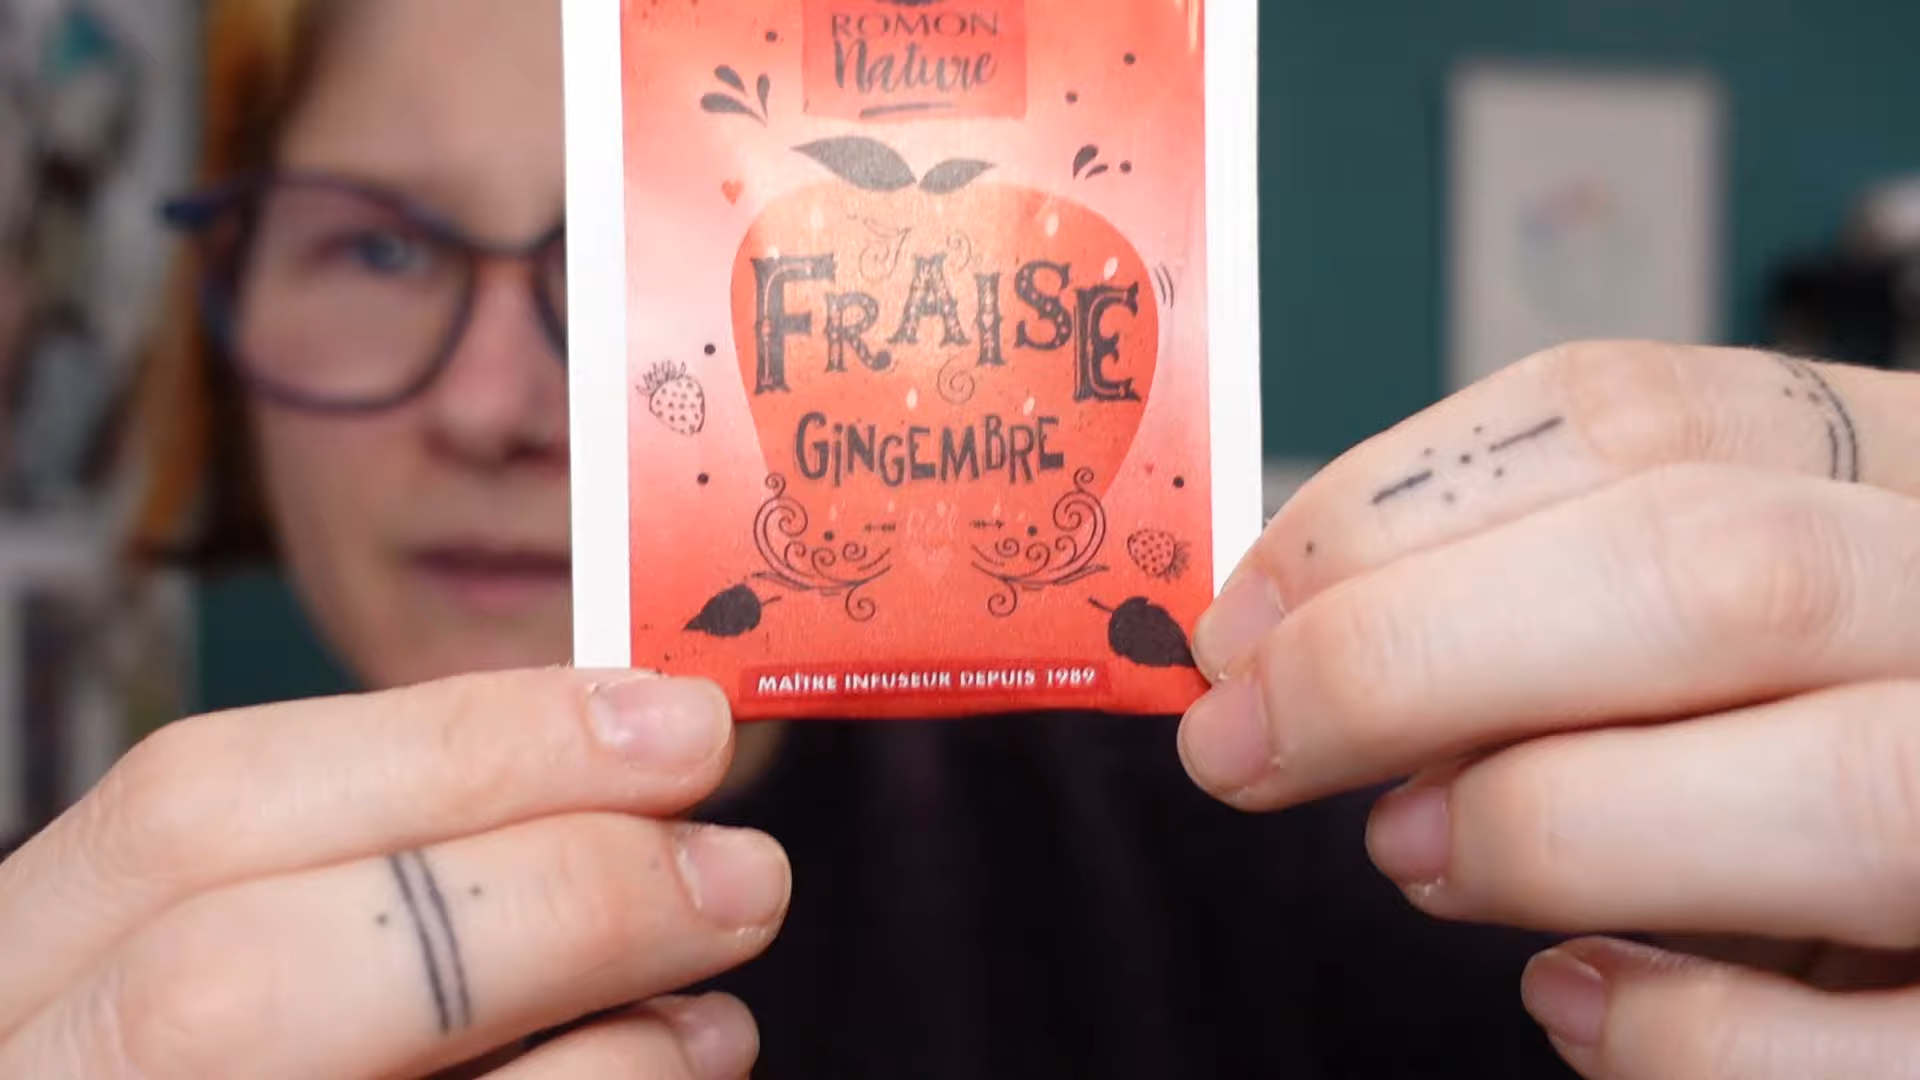 ROMON
Nature
FRAISE
GINGEMBRE
MAÎTRE INFUSEUR DEPUIS 1989